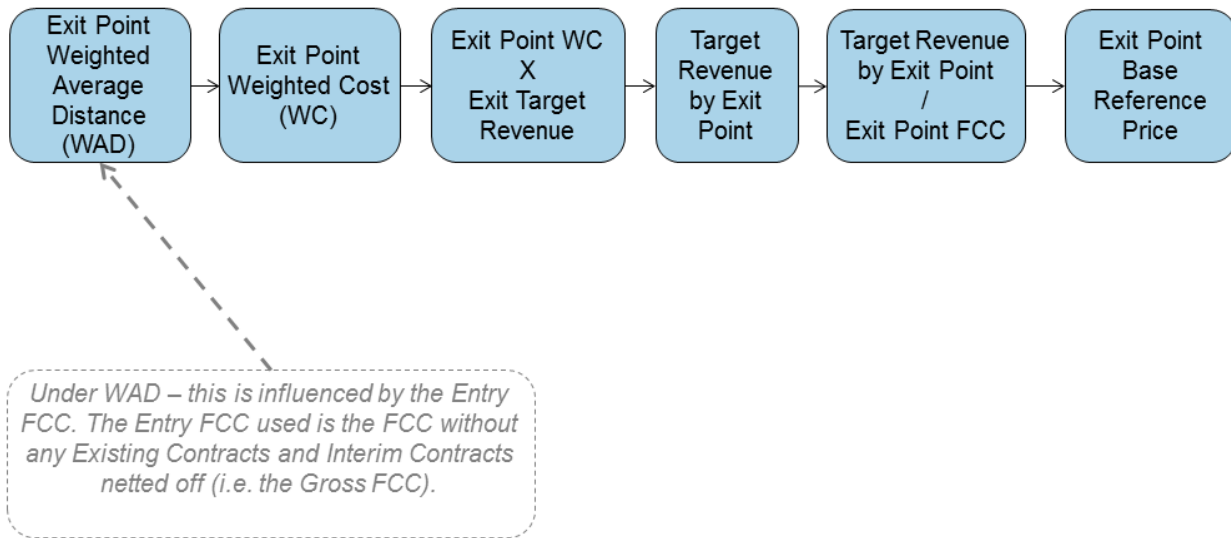 Exit Point
Weighted
Average
Distance
(WAD)
Exit Point
Weighted Cost
(WC)
Exit Point WC
X
Exit Target
Revenue
Target
Revenue
by Exit
Point
Target Revenue
by Exit Point
/
Exit Point FCC
Exit Point
Base
Reference
Price
Under WAD – this is influenced by the Entry
FCC. The Entry FCC used is the FCC without
any Existing Contracts and Interim Contracts
netted off (i.e. the Gross FCC).